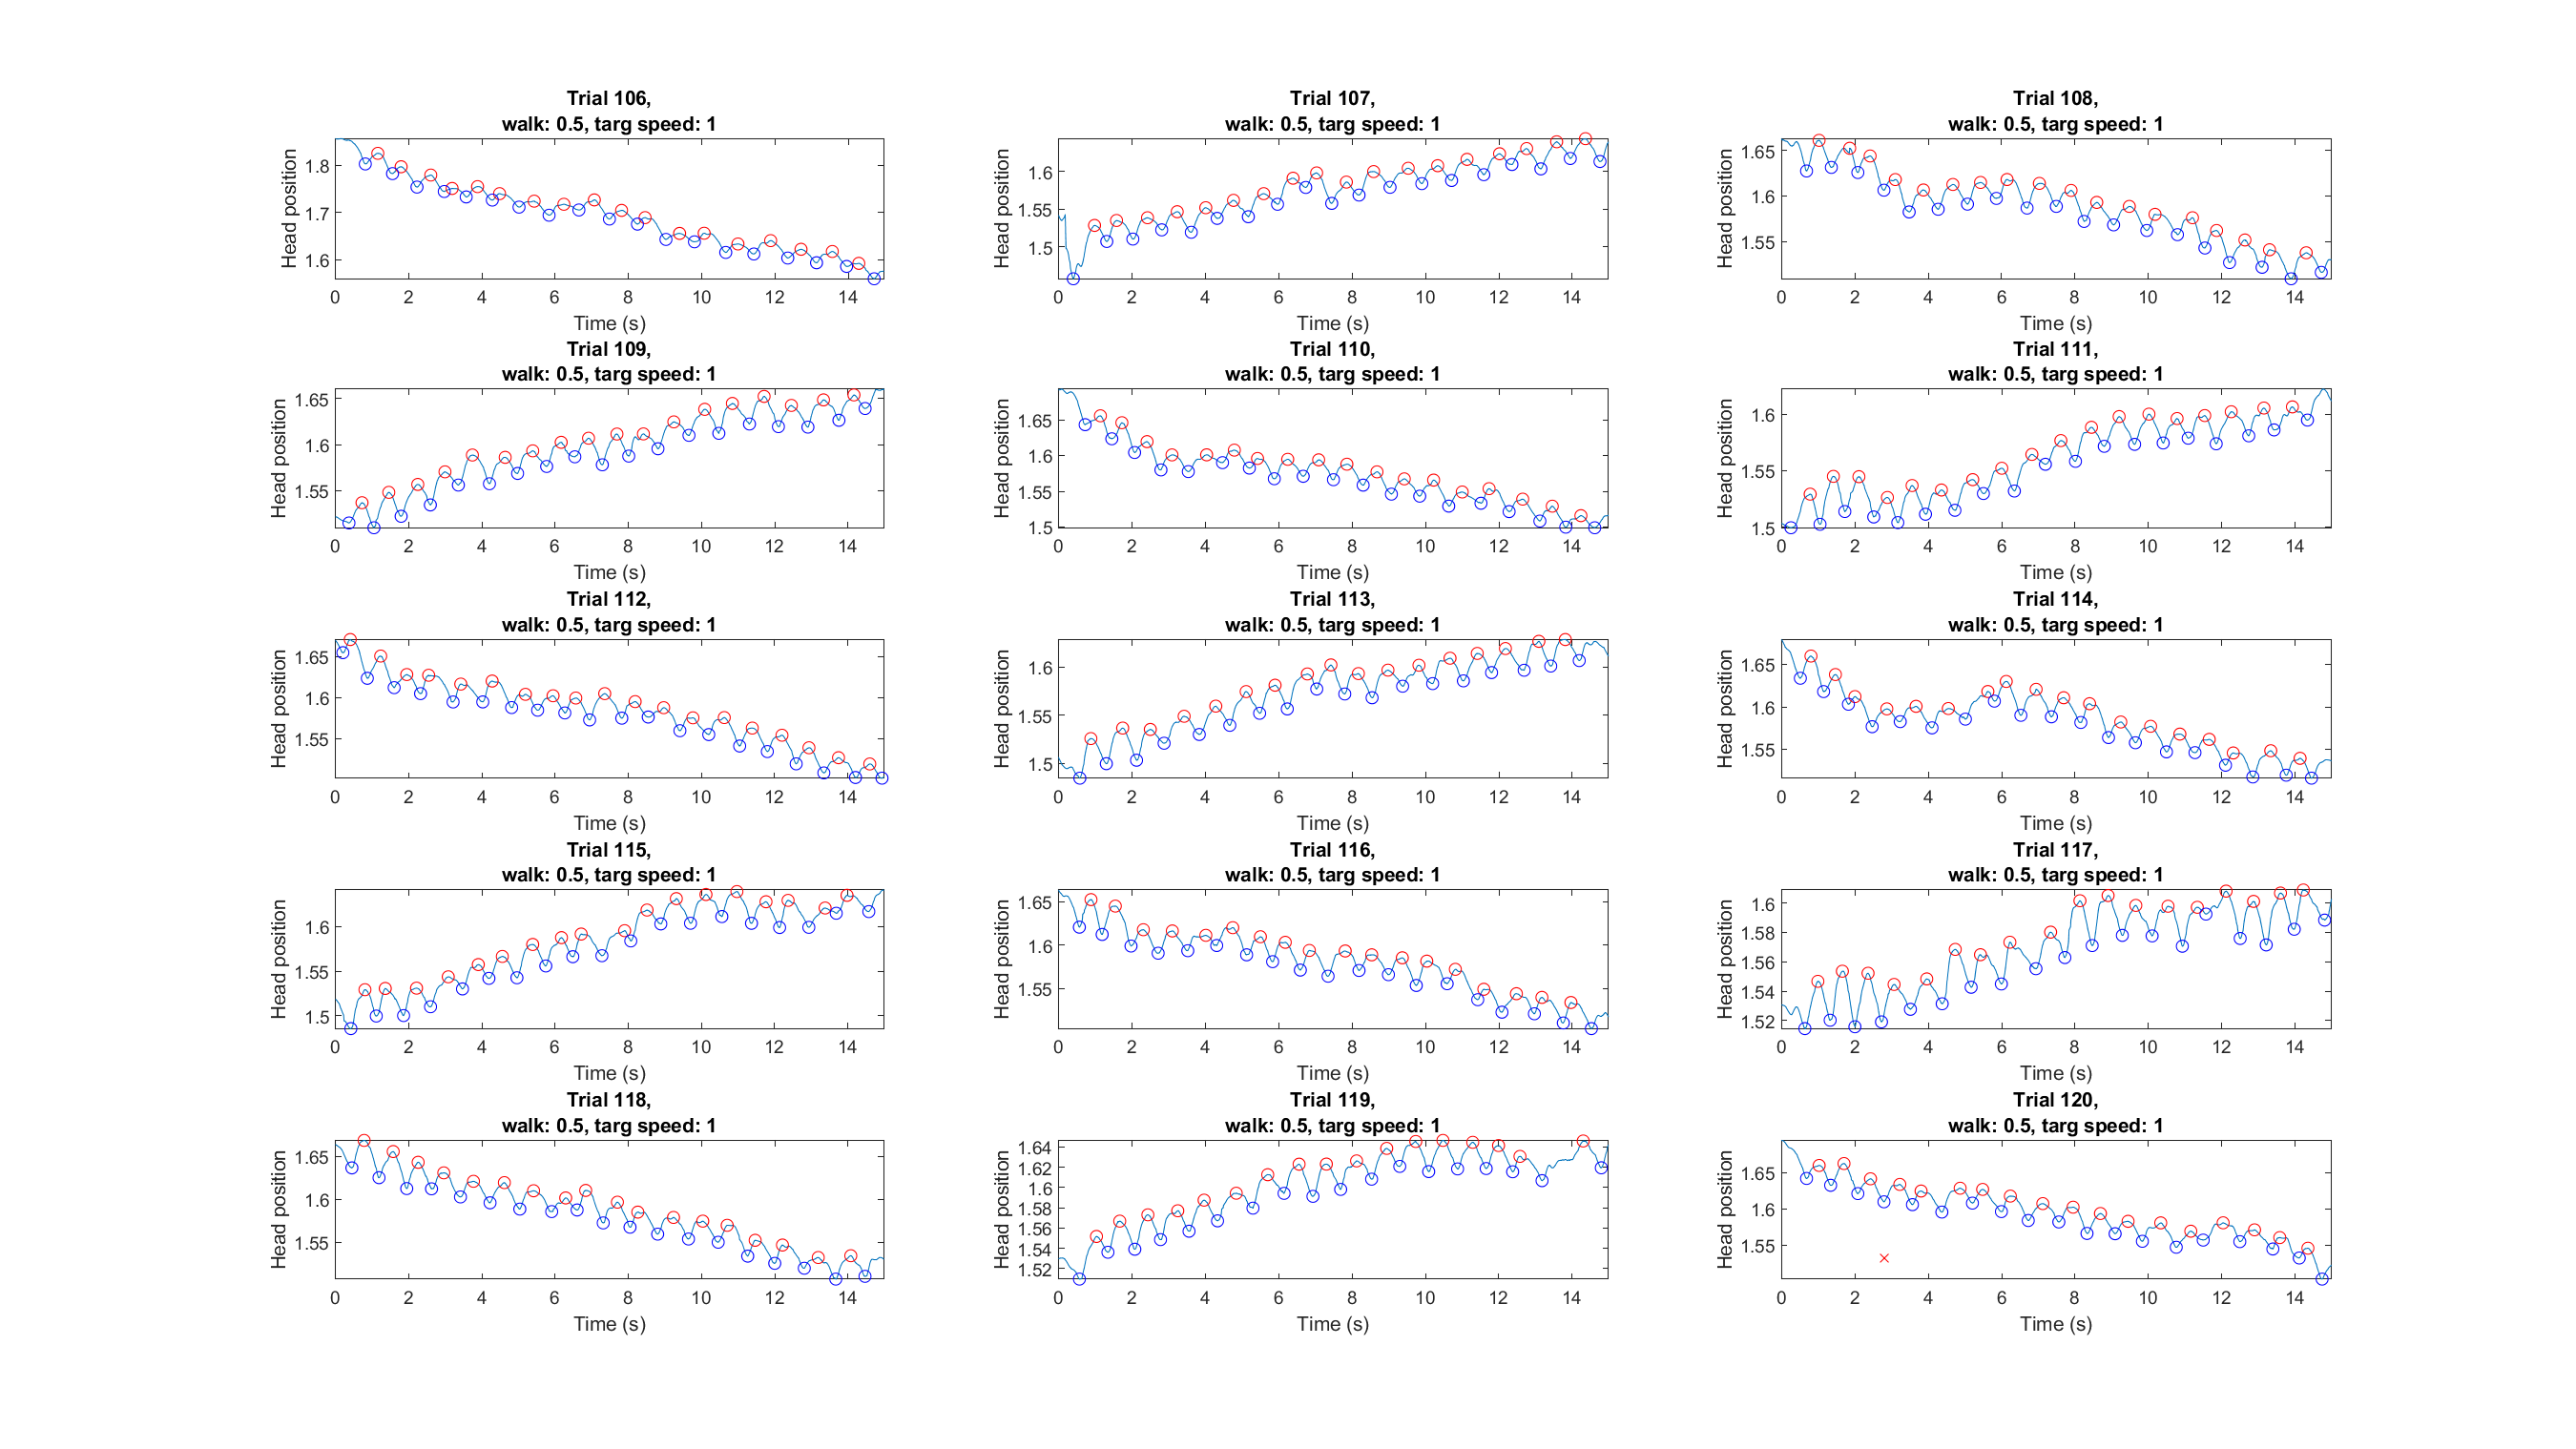 Trial 106,
walk: 0.5, targ speed: 1
Head position
1.8
1.7
1.6
0 2 4 6 8 10 12 14
Time (s)
Trial 107,
walk: 0.5, targ speed: 1
Head position
1.6
1.55
1.5
0 2 4 6 8 10 12 14
Time (s)
Trial 108,
walk: 0.5, targ speed: 1
Head position
1.65
1.6
1.55
0 2 4 6 8 10 12 14
Time (s)
Trial 109,
walk: 0.5, targ speed: 1
Head position
1.65
1.6
1.55
0 2 4 6 8 10 12 14
Time (s)
Trial 110,
walk: 0.5, targ speed: 1
Head position
1.65
1.6
1.55
1.5
0 2 4 6 8 10 12 14
Time (s)
Trial 111,
walk: 0.5, targ speed: 1
Head position
1.6
1.55
1.5
0 2 4 6 8 10 12 14
Time (s)
Trial 112,
walk: 0.5, targ speed: 1
Head position
1.65
1.6
1.55
0 2 4 6 8 10 12 14
Time (s)
Trial 113,
walk: 0.5, targ speed: 1
Head position
1.6
1.55
1.5
0 2 4 6 8 10 12 14
Time (s)
Trial 114,
walk: 0.5, targ speed: 1
Head position
1.65
1.6
1.55
0 2 4 6 8 10 12 14
Time (s)
Trial 115,
walk: 0.5, targ speed: 1
Head position
1.6
1.55
1.5
0 2 4 6 8 10 12 14
Time (s)
Trial 116,
walk: 0.5, targ speed: 1
Head position
1.65
1.6
1.55
0 2 4 6 8 10 12 14
Time (s)
Trial 117,
walk: 0.5, targ speed: 1
Head position
1.6
1.58
1.56
1.54
1.52
0 2 4 6 8 10 12 14
Time (s)
Trial 118,
walk: 0.5, targ speed: 1
Head position
1.65
1.6
1.55
0 2 4 6 8 10 12 14
Time (s)
Trial 119,
walk: 0.5, targ speed: 1
Head position
1.64
1.62
1.6
1.58
1.56
1.54
1.52
0 2 4 6 8 10 12 14
Time (s)
Trial 120,
walk: 0.5, targ speed: 1
Head position
1.65
1.6
1.55
0 2 4 6 8 10 12 14
Time (s)